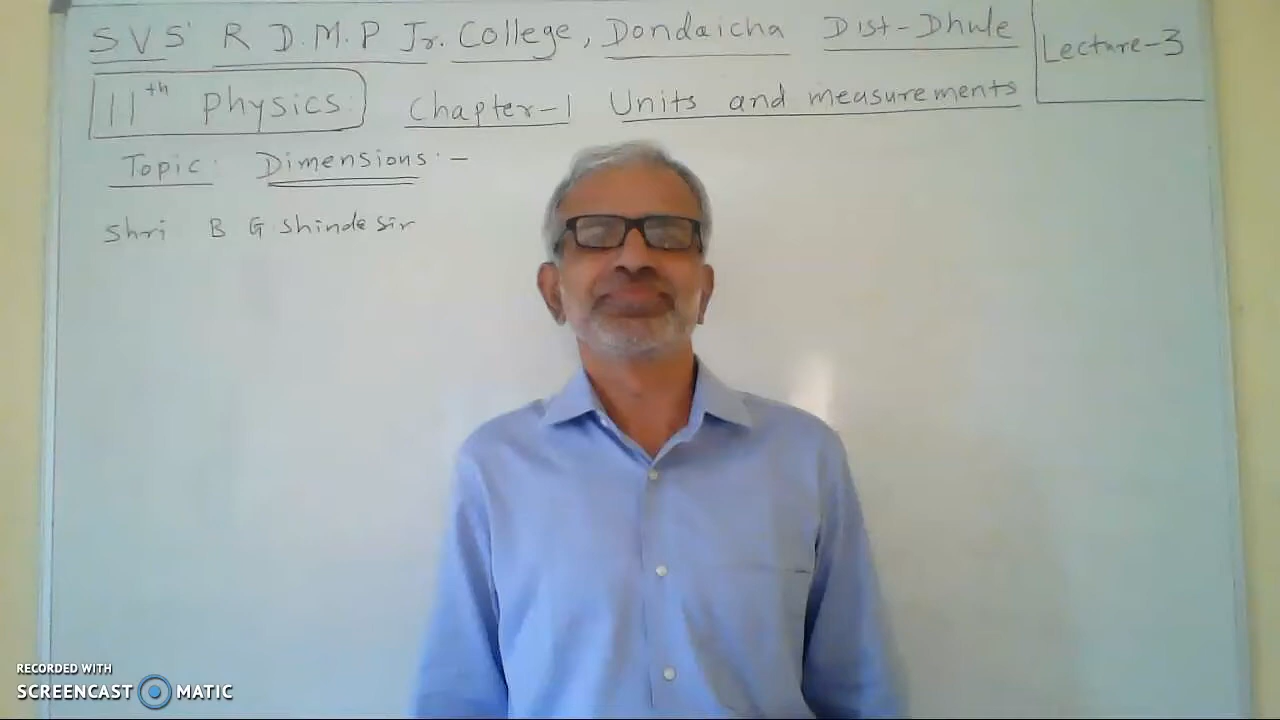 SVS' R D.M.P Jr. College, Dondaicha Dist-Dhule
Lecture-3
11th Physics Chapter-1 Units and measurements
Topic: Dimensions:-
Shri B G Shinde Sir
RECORDED WITH
SCREENCAST MATIC